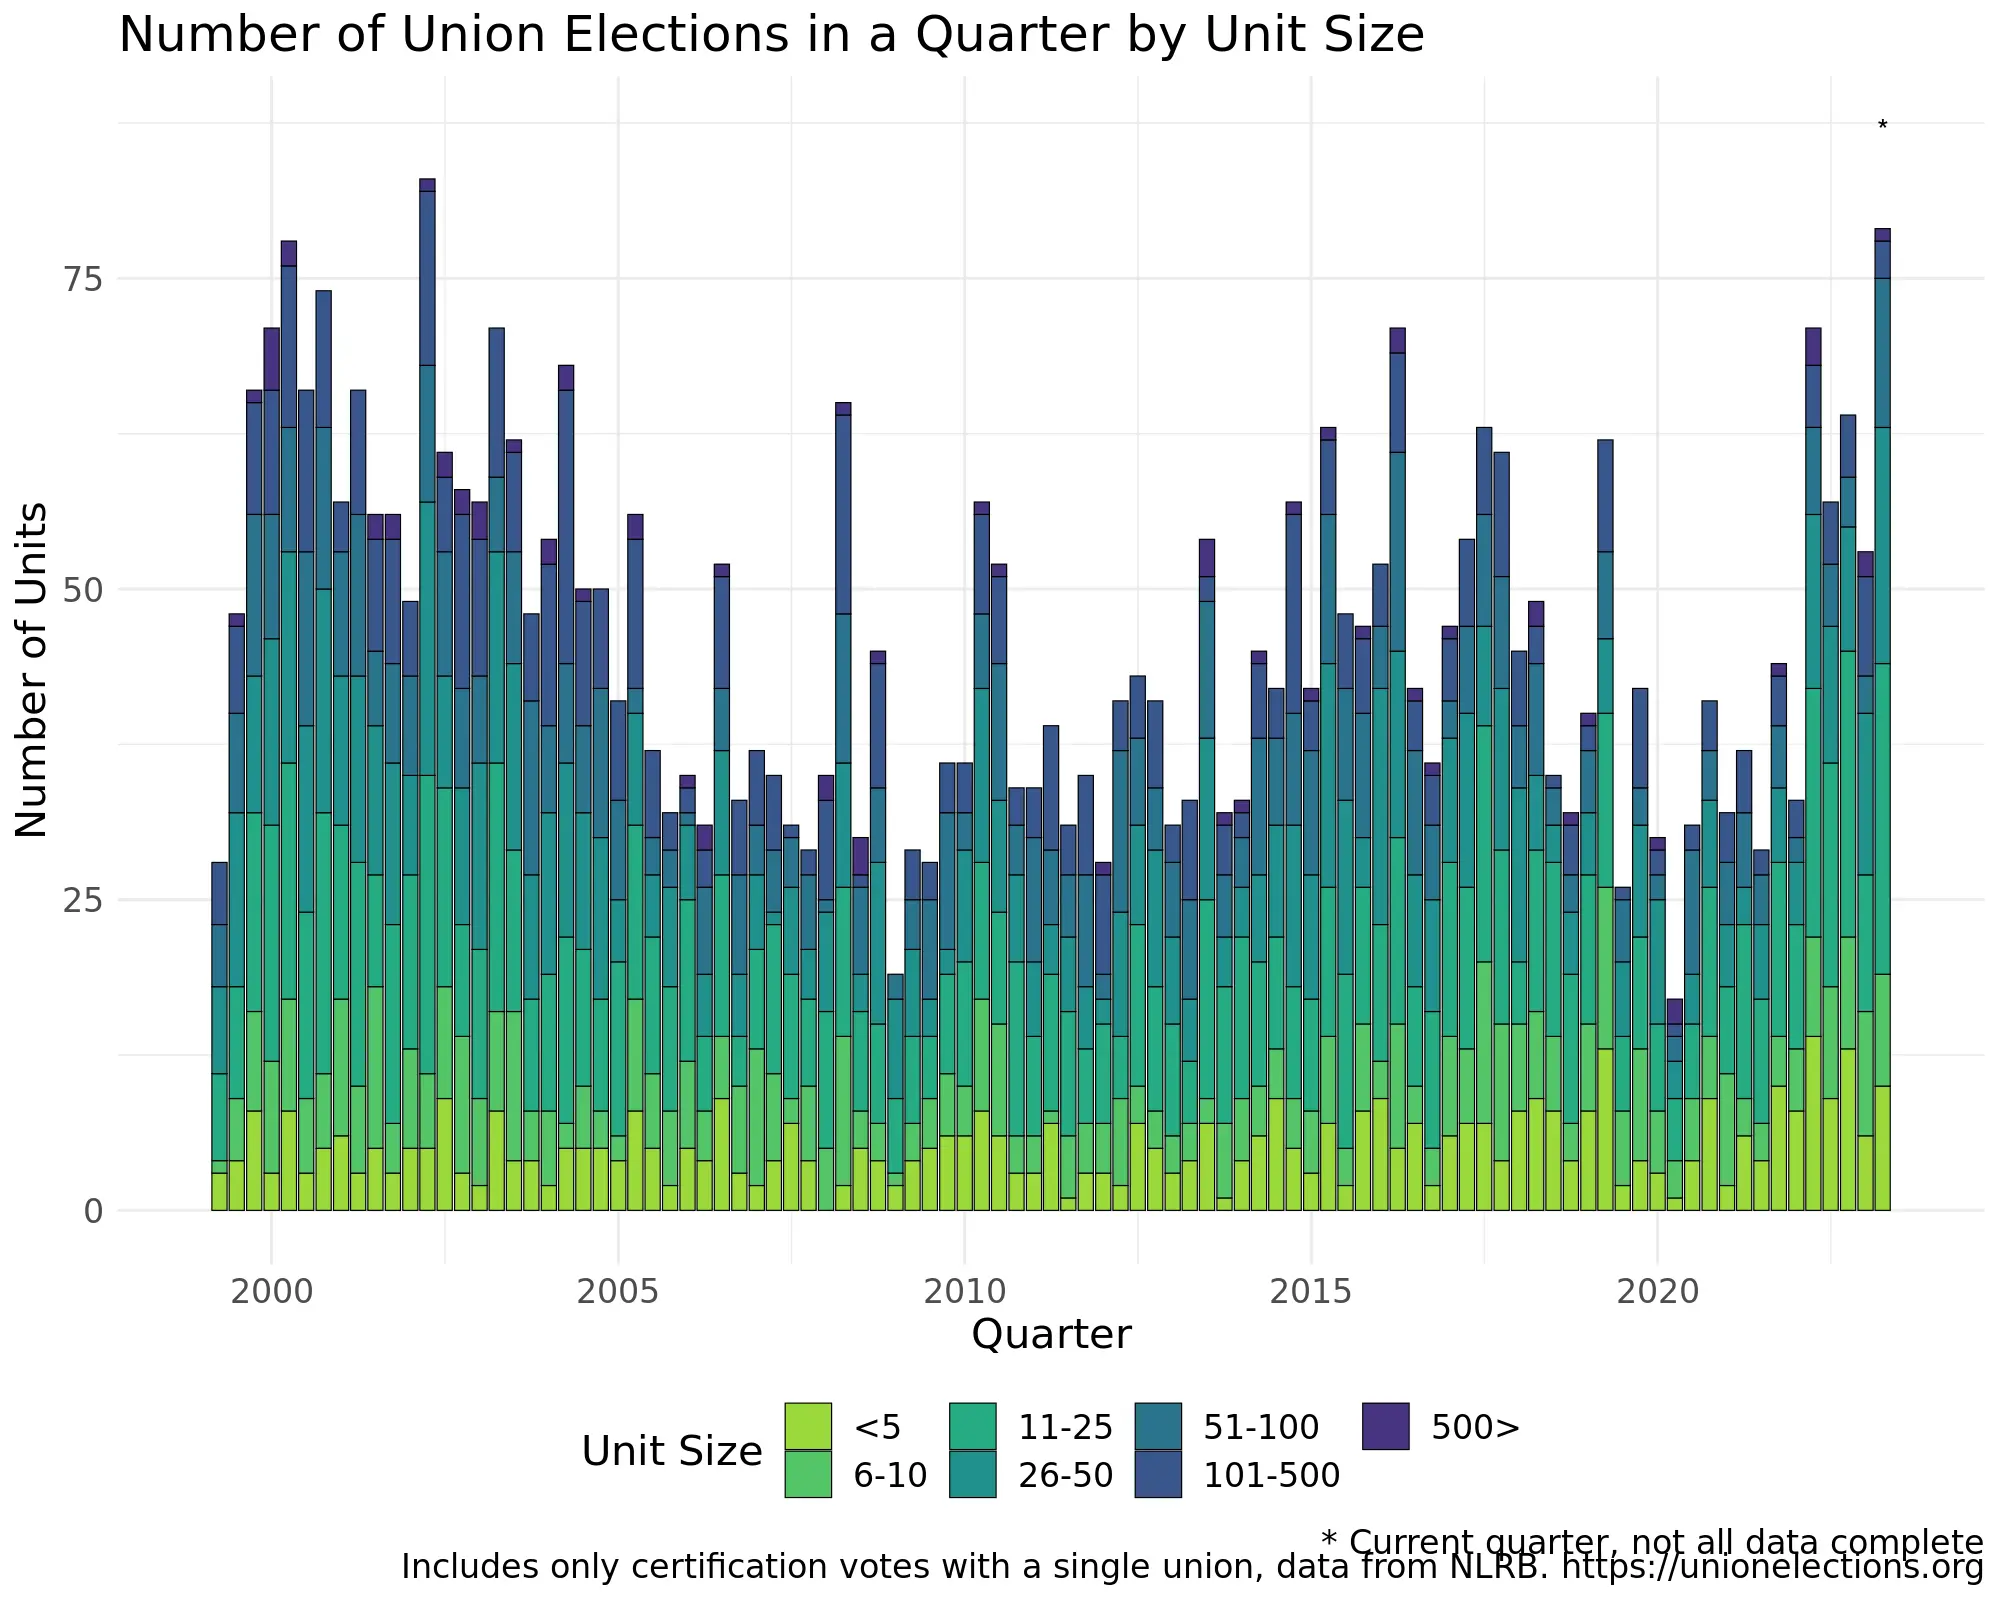 Number of Union Elections in a Quarter by Unit Size
*
75
50
25
0
Number of Units
2000 2005 2010 2015 2020
Quarter
Unit Size
<5 11-25 51-100 500>
6-10 26-50 101-500
* Current quarter, not all data complete
Includes only certification votes with a single union, data from NLRB. https://unionelections.org